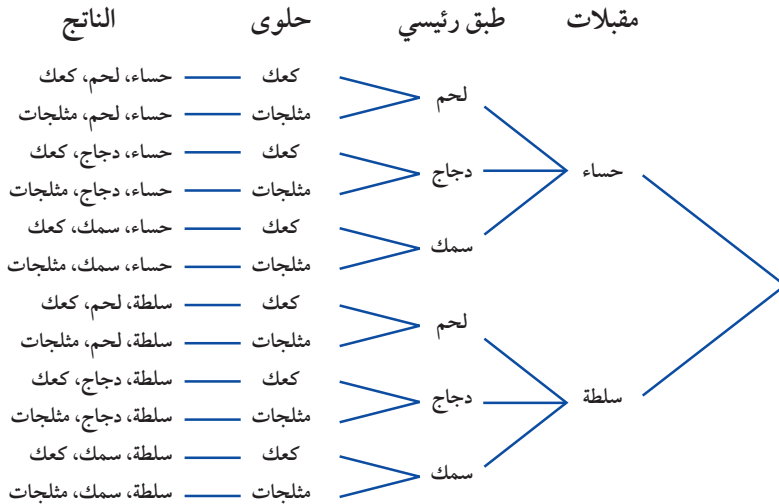 مقبلات
طبق رئيسي
حلوى
الناتج
حساء
سلطة
لحم
دجاج
سمك
لحم
دجاج
سمك
كعك
مثلجات
كعك
مثلجات
كعك
مثلجات
كعك
مثلجات
كعك
مثلجات
كعك
مثلجات
حساء، لحم، كعك
حساء، لحم، مثلجات
حساء، دجاج، كعك
حساء، دجاج، مثلجات
حساء، سمك، كعك
حساء، سمك، مثلجات
سلطة، لحم، كعك
سلطة، لحم، مثلجات
سلطة، دجاج، كعك
سلطة، دجاج، مثلجات
سلطة، سمك، كعك
سلطة، سمك، مثلجات